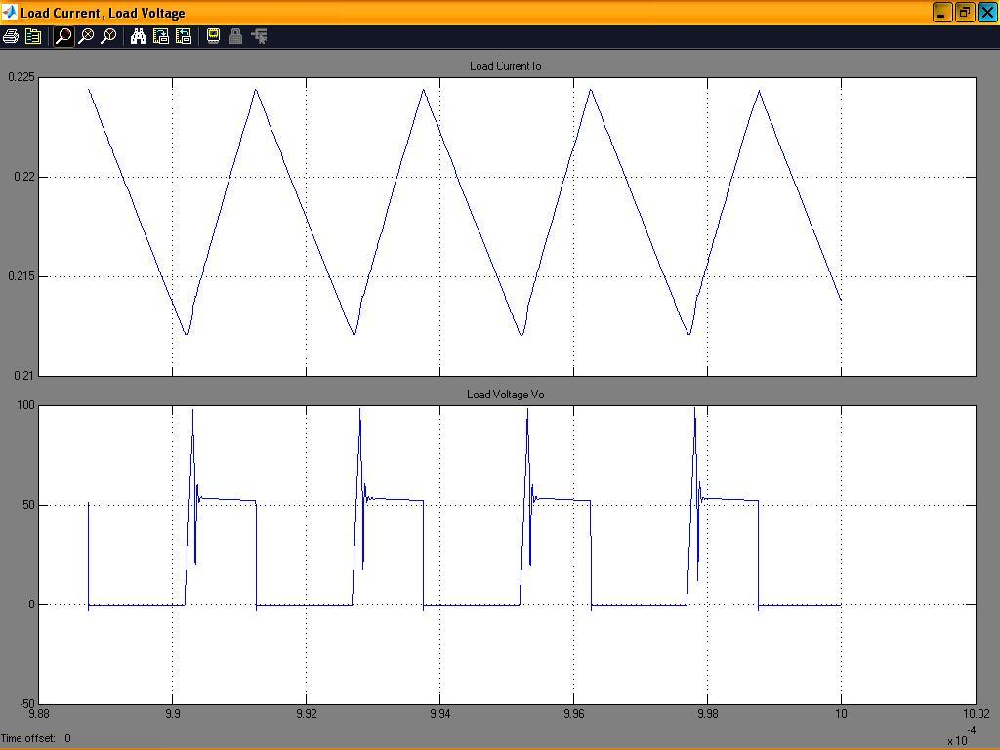 Load Current, Load Voltage
Load Current Io
0.225
0.22
0.215
0.21
Load Voltage Vo
100
50
0
-50
9.88 9.9 9.92 9.94 9.96 9.98 10 10.02
x 10-4
Time offset: 0